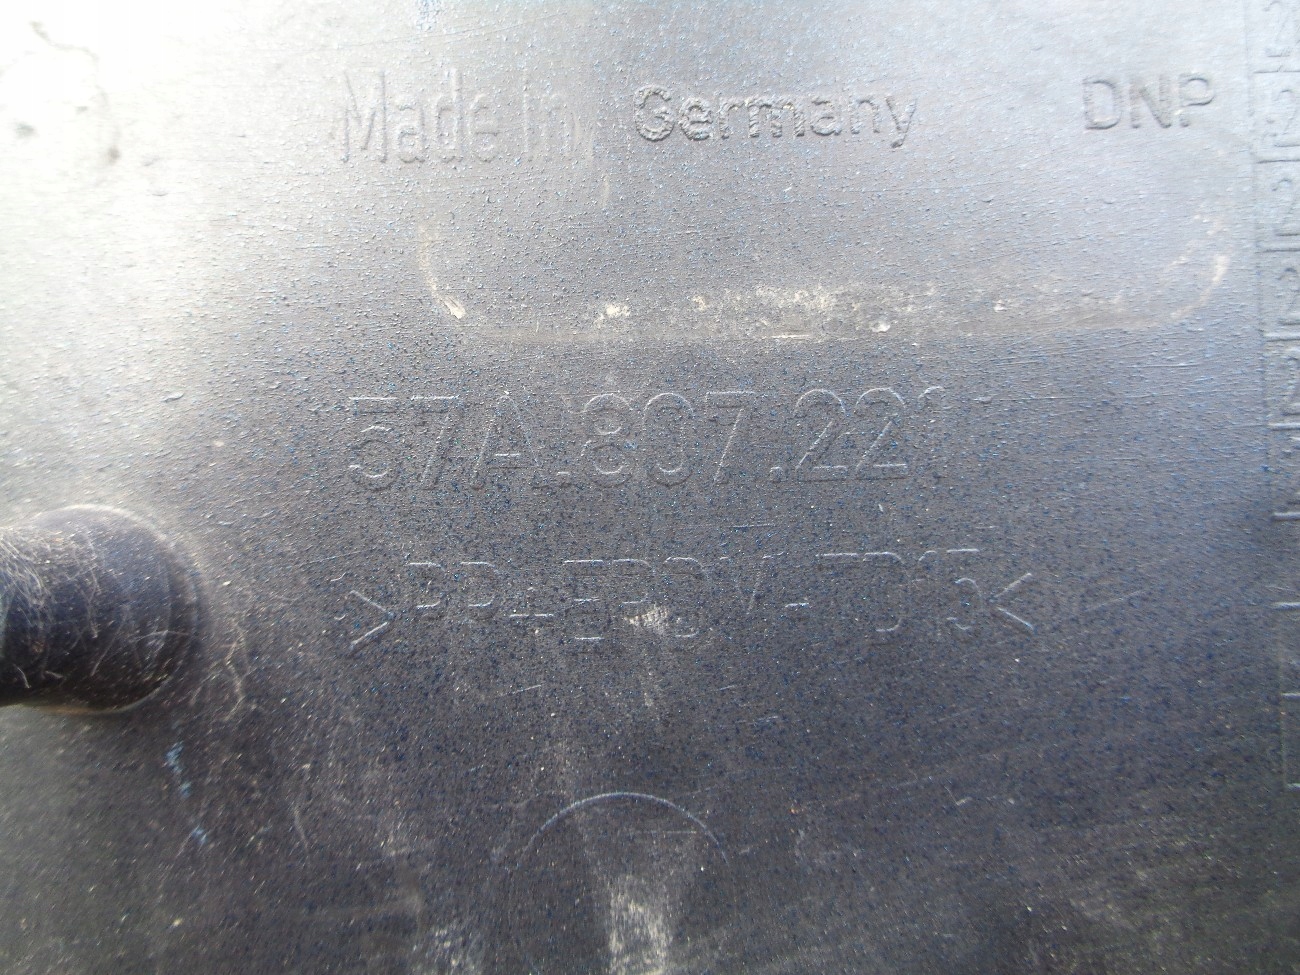 Made In Germany DNP
57A.807.221
>PP+EPDM-TD15<